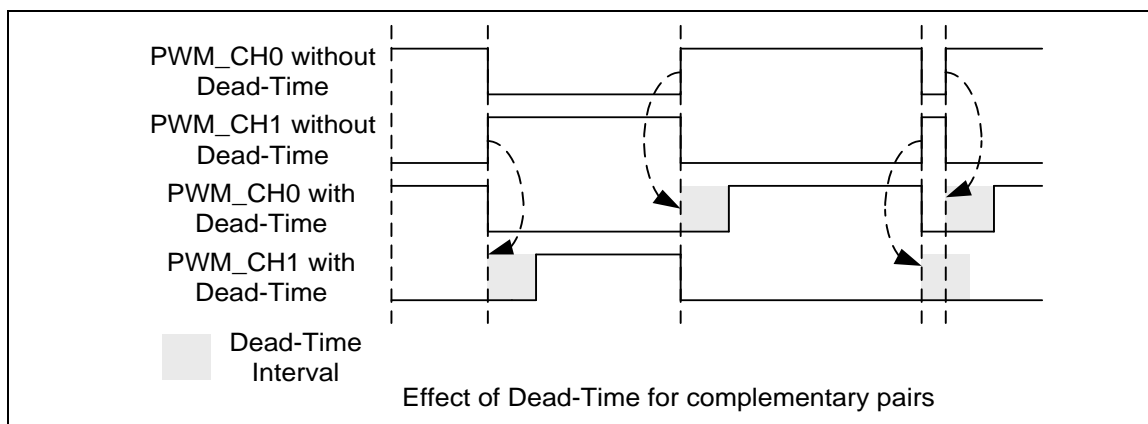 PWM_CH0 without
Dead-Time
PWM_CH1 without
Dead-Time
PWM_CH0 with
Dead-Time
PWM_CH1 with
Dead-Time
Dead-Time
Interval
Effect of Dead-Time for complementary pairs